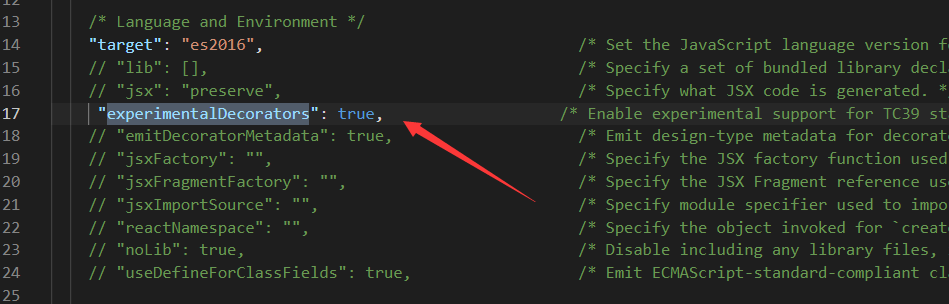 12
13 /* Language and Environment */
14 "target": "es2016", /* Set the JavaScript language version f
15 // "lib": [], /* Specify a set of bundled library decl
16 // "jsx": "preserve", /* Specify what JSX code is generated. *
17 "experimentalDecorators": true, /* Enable experimental support for TC39 st
18 // "emitDecoratorMetadata": true, /* Emit design-type metadata for decorat
19 // "jsxFactory": "", /* Specify the JSX factory function used
20 // "jsxFragmentFactory": "", /* Specify the JSX Fragment reference us
21 // "jsxImportSource": "", /* Specify module specifier used to impo
22 // "reactNamespace": "", /* Specify the object invoked for `creat
23 // "noLib": true, /* Disable including any library files,
24 // "useDefineForClassFields": true, /* Emit ECMAScript-standard-compliant cl
25